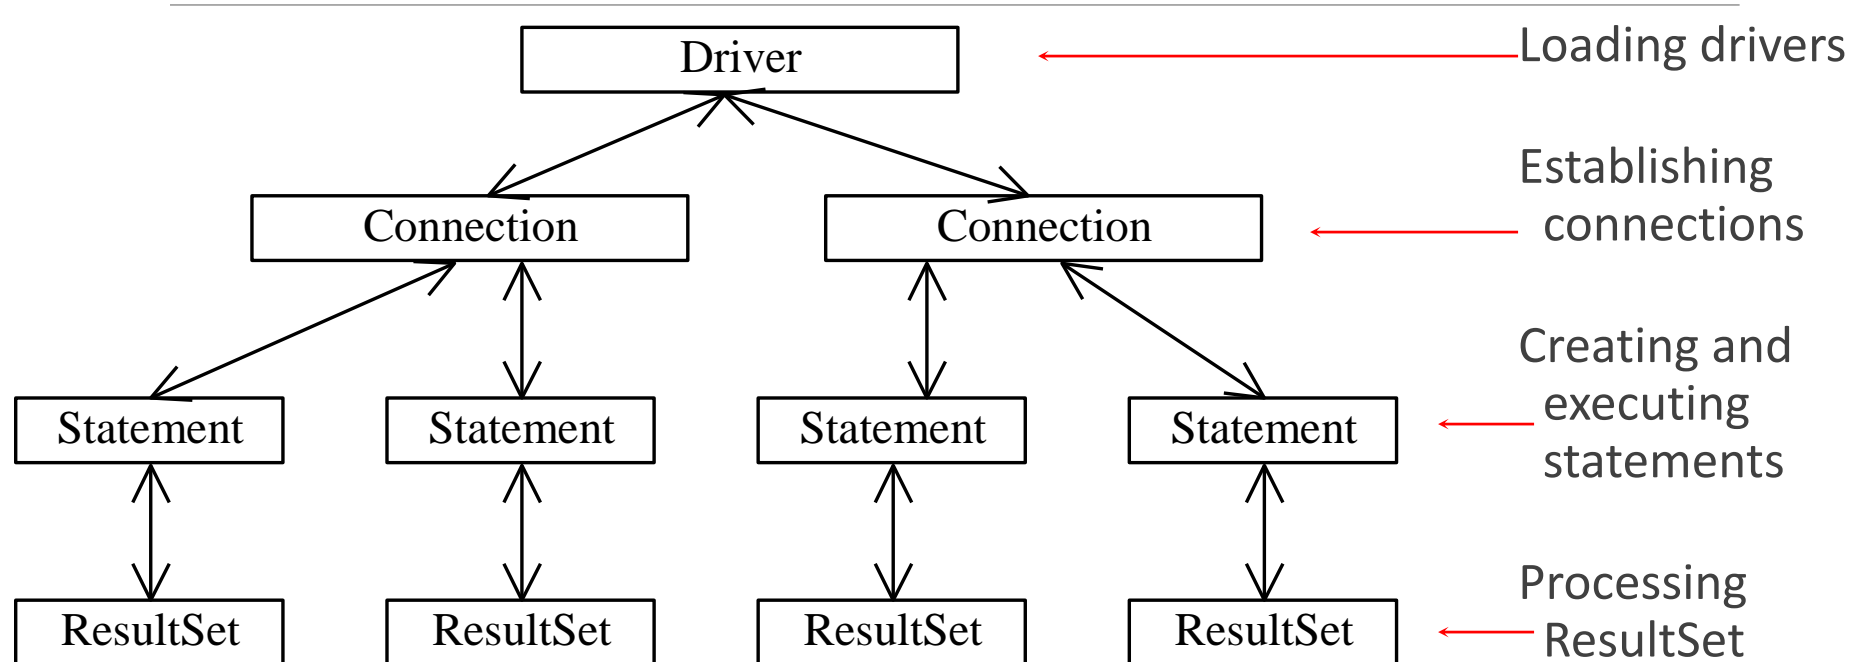 Driver
Loading drivers
Connection
Connection
Establishing
connections
Statement
Statement
Statement
Statement
Creating and
executing
statements
ResultSet
ResultSet
ResultSet
ResultSet
Processing
ResultSet